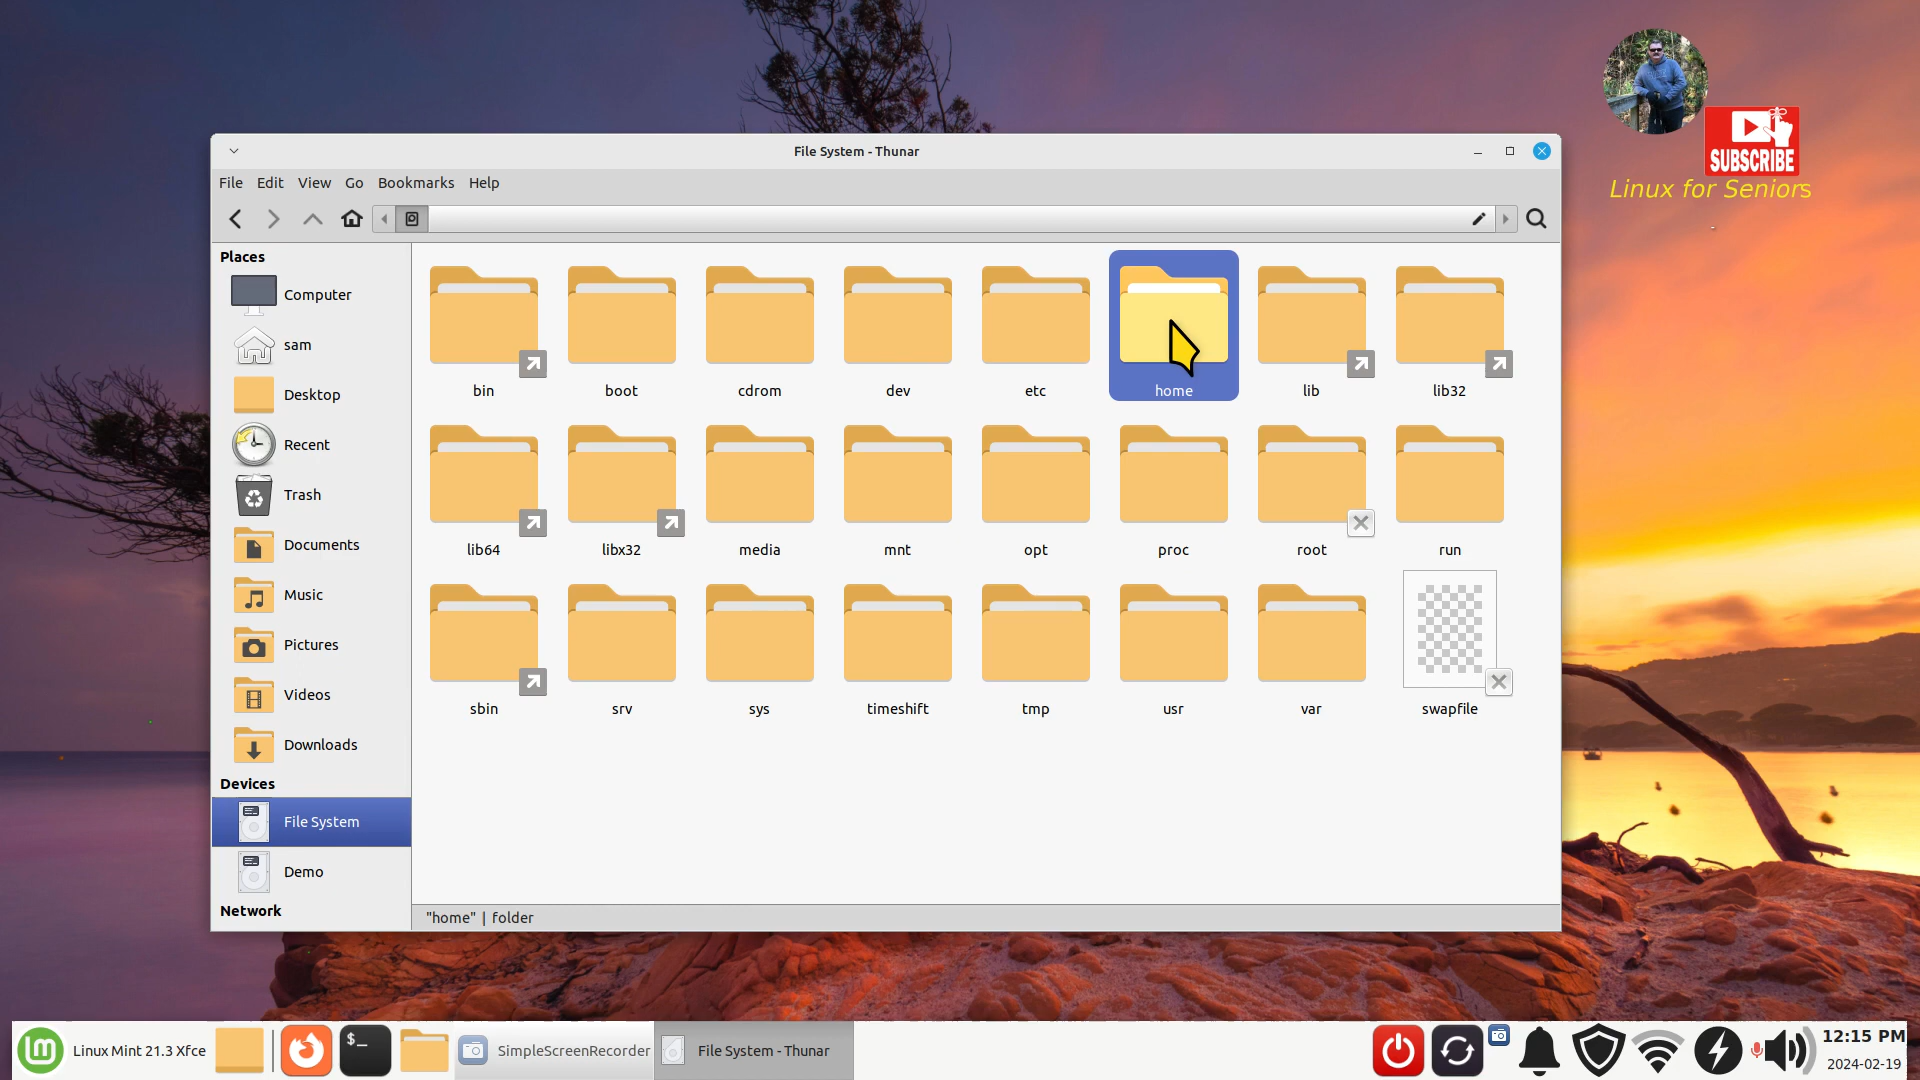 File System - Thunar
SUBSCRIBE
Linux for Seniors
File Edit View Go Bookmarks Help
Places
Computer
sam
Desktop
Recent
Trash
Documents
Music
Pictures
Videos
Downloads
Devices
File System
Demo
Network
bin boot cdrom dev etc home lib lib32
lib64 libx32 media mnt opt proc root run
sbin srv sys timeshift tmp usr var swapfile
"home" | folder
$_
lm Linux Mint 21.3 Xfce SimpleScreenRecorder File System - Thunar
12:15 PM
2024-02-19